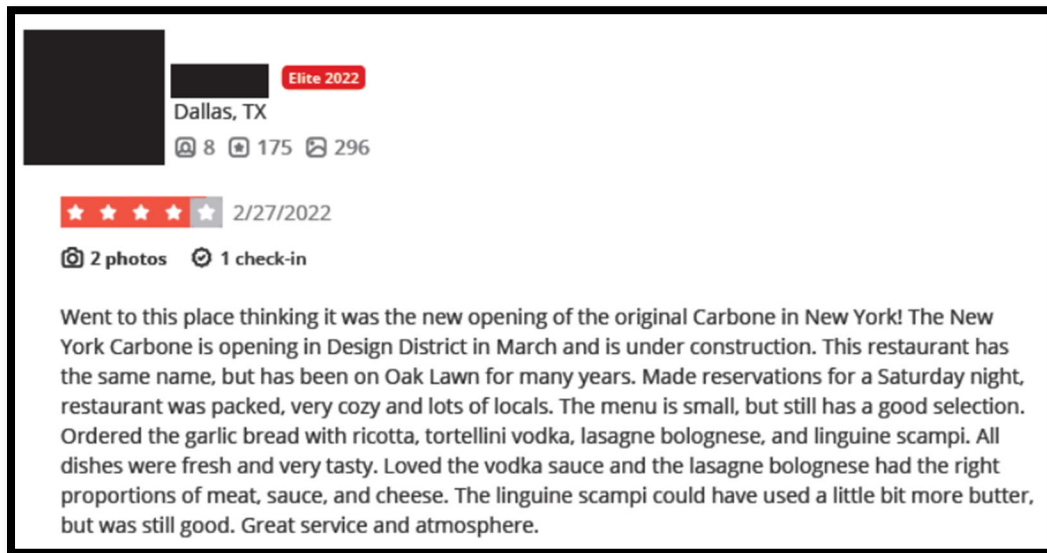 Elite 2022
Dallas, TX
8 175 296
2/27/2022
2 photos 1 check-in
Went to this place thinking it was the new opening of the original Carbone in New York! The New
York Carbone is opening in Design District in March and is under construction. This restaurant has
the same name, but has been on Oak Lawn for many years. Made reservations for a Saturday night,
restaurant was packed, very cozy and lots of locals. The menu is small, but still has a good selection.
Ordered the garlic bread with ricotta, tortellini vodka, lasagne bolognese, and linguine scampi. All
dishes were fresh and very tasty. Loved the vodka sauce and the lasagne bolognese had the right
proportions of meat, sauce, and cheese. The linguine scampi could have used a little bit more butter,
but was still good. Great service and atmosphere.